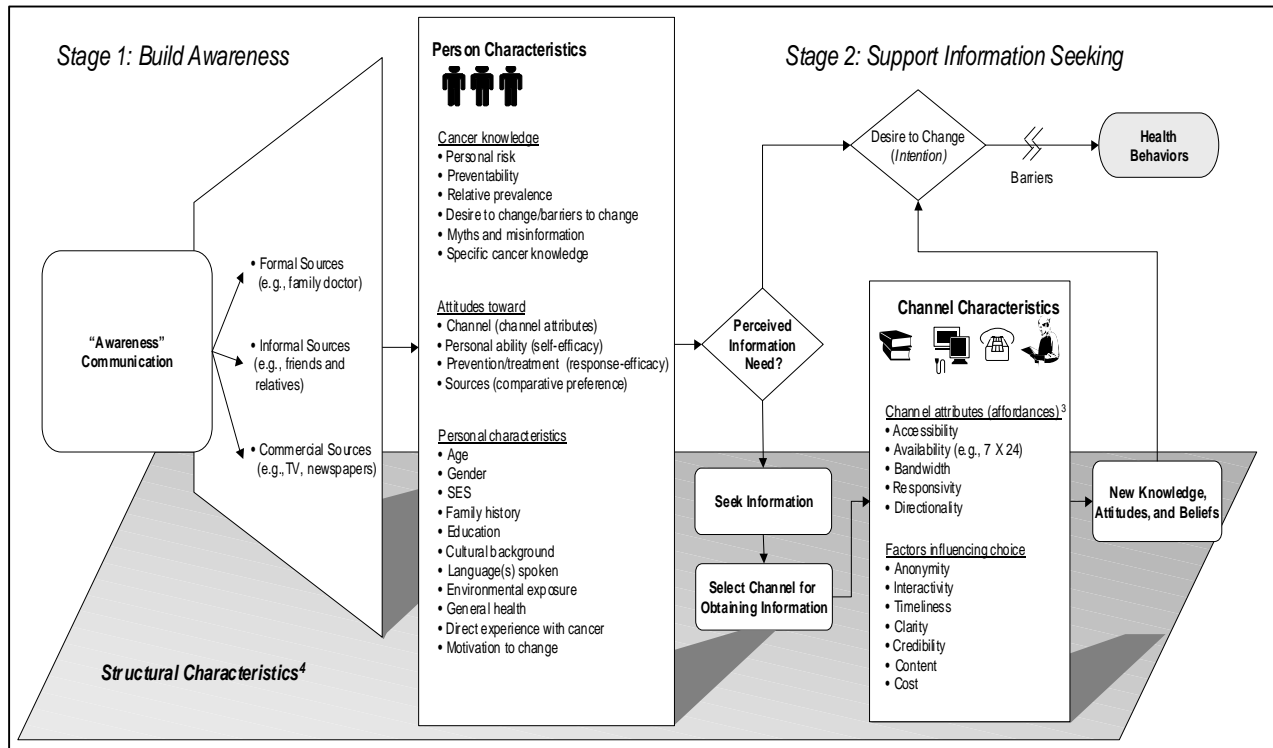 Stage 1: Build Awareness
“Awareness”
Communication
• Formal Sources
(e.g., family doctor)
• Informal Sources
(e.g., friends and
relatives)
• Commercial Sources
(e.g., TV, newspapers)
Person Characteristics
Cancer knowledge
• Personal risk
• Preventability
• Relative prevalence
• Desire to change/barriers to change
• Myths and misinformation
• Specific cancer knowledge
Attitudes toward
• Channel (channel attributes)
• Personal ability (self-efficacy)
• Prevention/treatment (response-efficacy)
• Sources (comparative preference)
Personal characteristics
• Age
• Gender
• SES
• Family history
• Education
• Cultural background
• Language(s) spoken
• Environmental exposure
• General health
• Direct experience with cancer
• Motivation to change
Stage 2: Support Information Seeking
Perceived
Information
Need?
Desire to Change
(Intention)
Barriers
Health
Behaviors
Seek Information
Select Channel for
Obtaining Information
Channel Characteristics
Channel attributes (affordances)3
• Accessibility
• Availability (e.g., 7 X 24)
• Bandwidth
• Responsivity
• Directionality
Factors influencing choice
• Anonymity
• Interactivity
• Timeliness
• Clarity
• Credibility
• Content
• Cost
New Knowledge,
Attitudes, and Beliefs
Structural Characteristics4